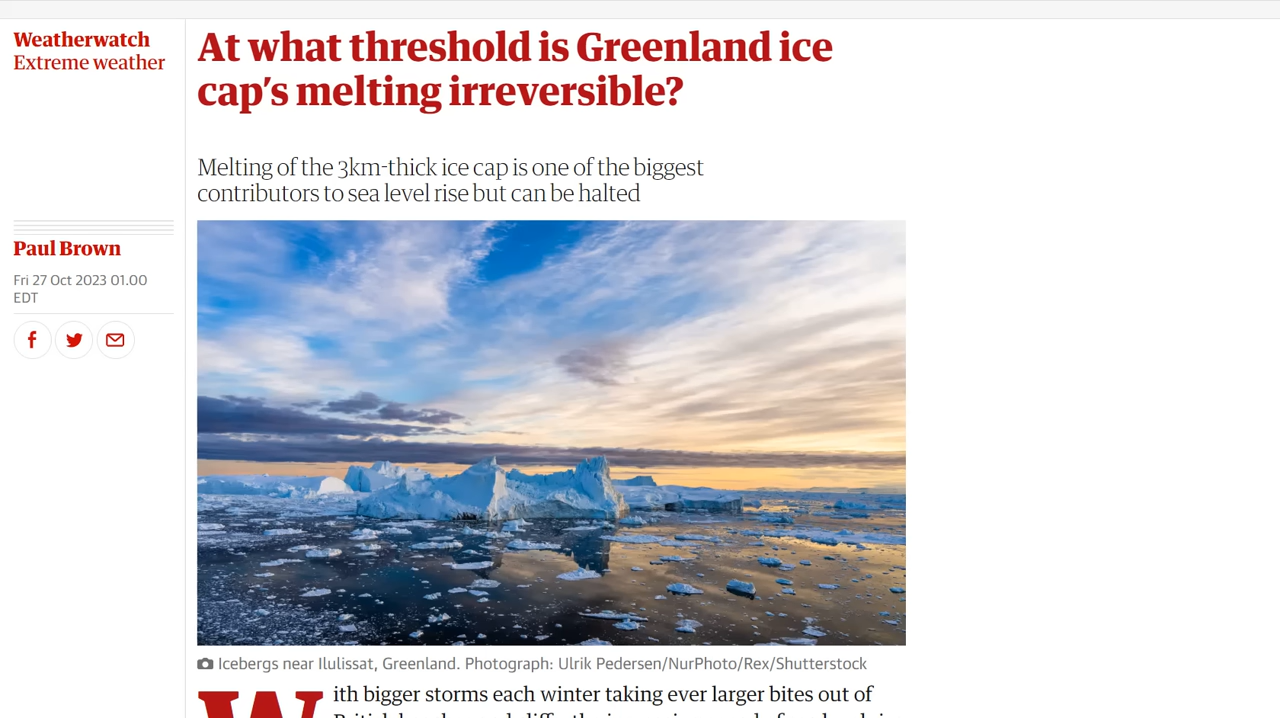 Weatherwatch
Extreme weather
At what threshold is Greenland ice
cap's melting irreversible?
Melting of the 3km-thick ice cap is one of the biggest
contributors to sea level rise but can be halted
Paul Brown
Fri 27 Oct 2023 01.00
EDT
Icebergs near Ilulissat, Greenland. Photograph: Ulrik Pedersen/NurPhoto/Rex/Shutterstock
With bigger storms each winter taking ever larger bites out of